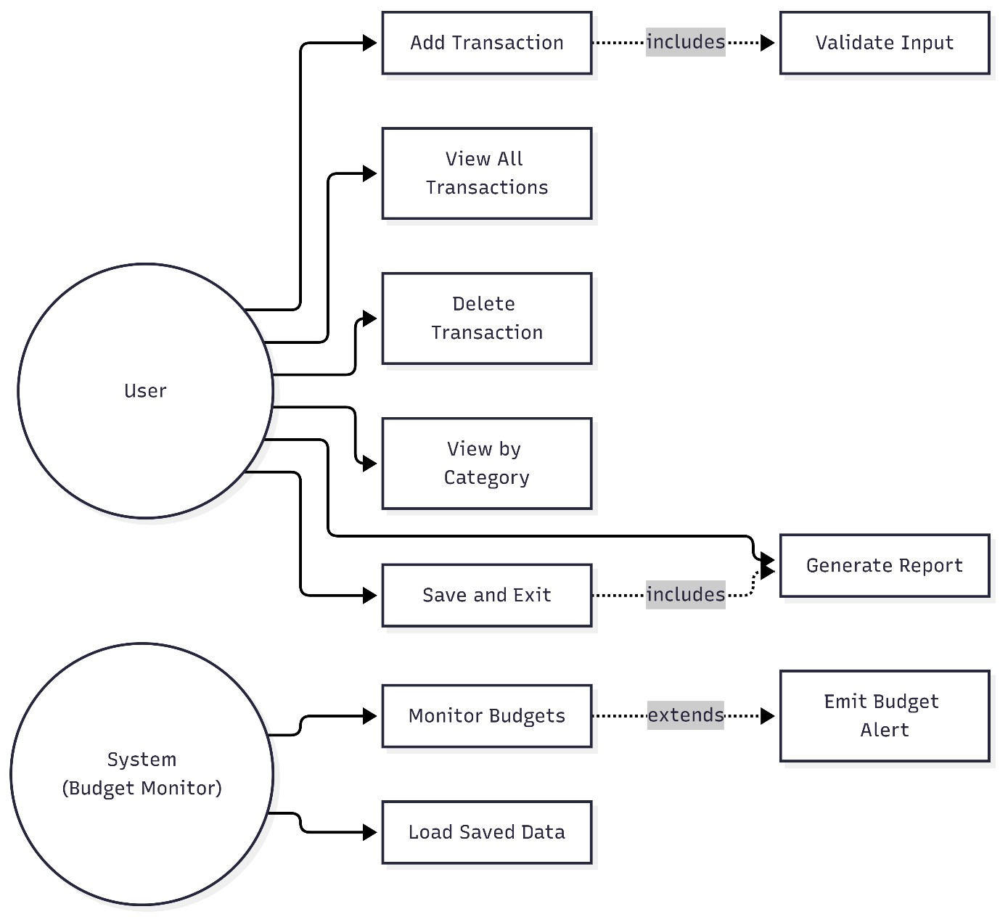 Add Transaction
includes
Validate Input
View All
Transactions
Delete
Transaction
User
View by
Category
Generate Report
Save and Exit
includes
Monitor Budgets
extends
Emit Budget
Alert
System
(Budget Monitor)
Load Saved Data